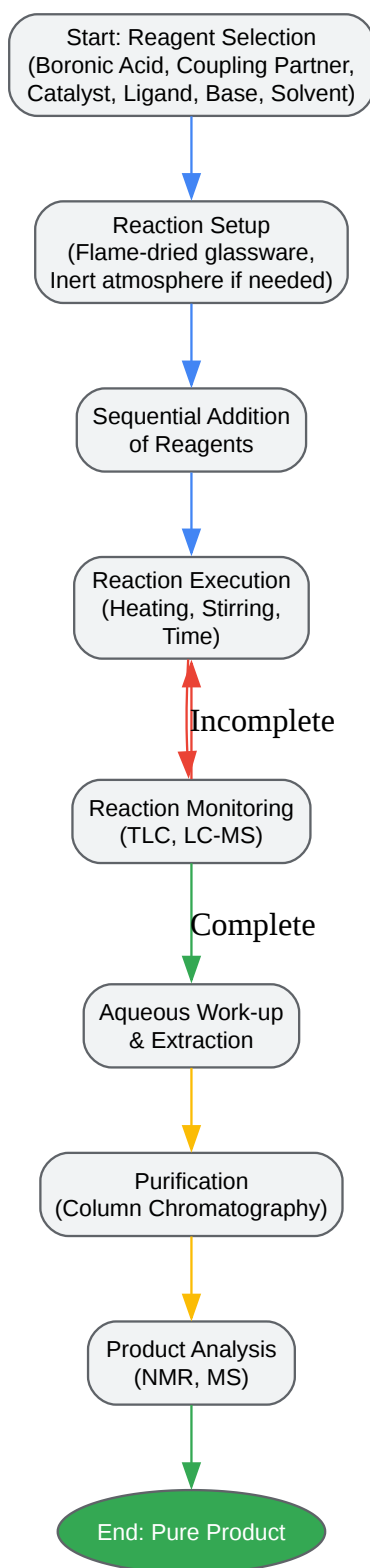 Start: Reagent Selection
(Boronic Acid, Coupling Partner,
Catalyst, Ligand, Base, Solvent)
Reaction Setup
(Flame-dried glassware,
Inert atmosphere if needed)
Sequential Addition
of Reagents
Reaction Execution
(Heating, Stirring,
Time)
Incomplete
Reaction Monitoring
(TLC, LC-MS)
Complete
Aqueous Work-up
& Extraction
Purification
(Column Chromatography)
Product Analysis
(NMR, MS)
End: Pure Product